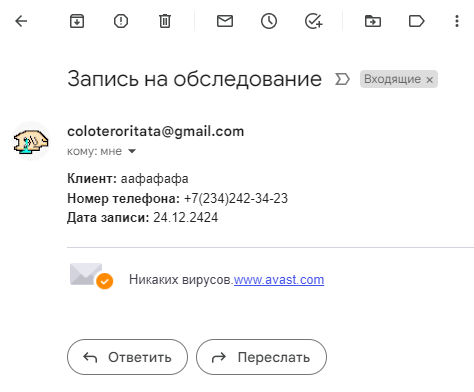 Запись на обследование
Входящие ×
coloteroritata@gmail.com
кому: мне
Клиент: аафафафа
Номер телефона: +7(234)242-34-23
Дата записи: 24.12.2424
Никаких вирусов.www.avast.com
Ответить
Переслать